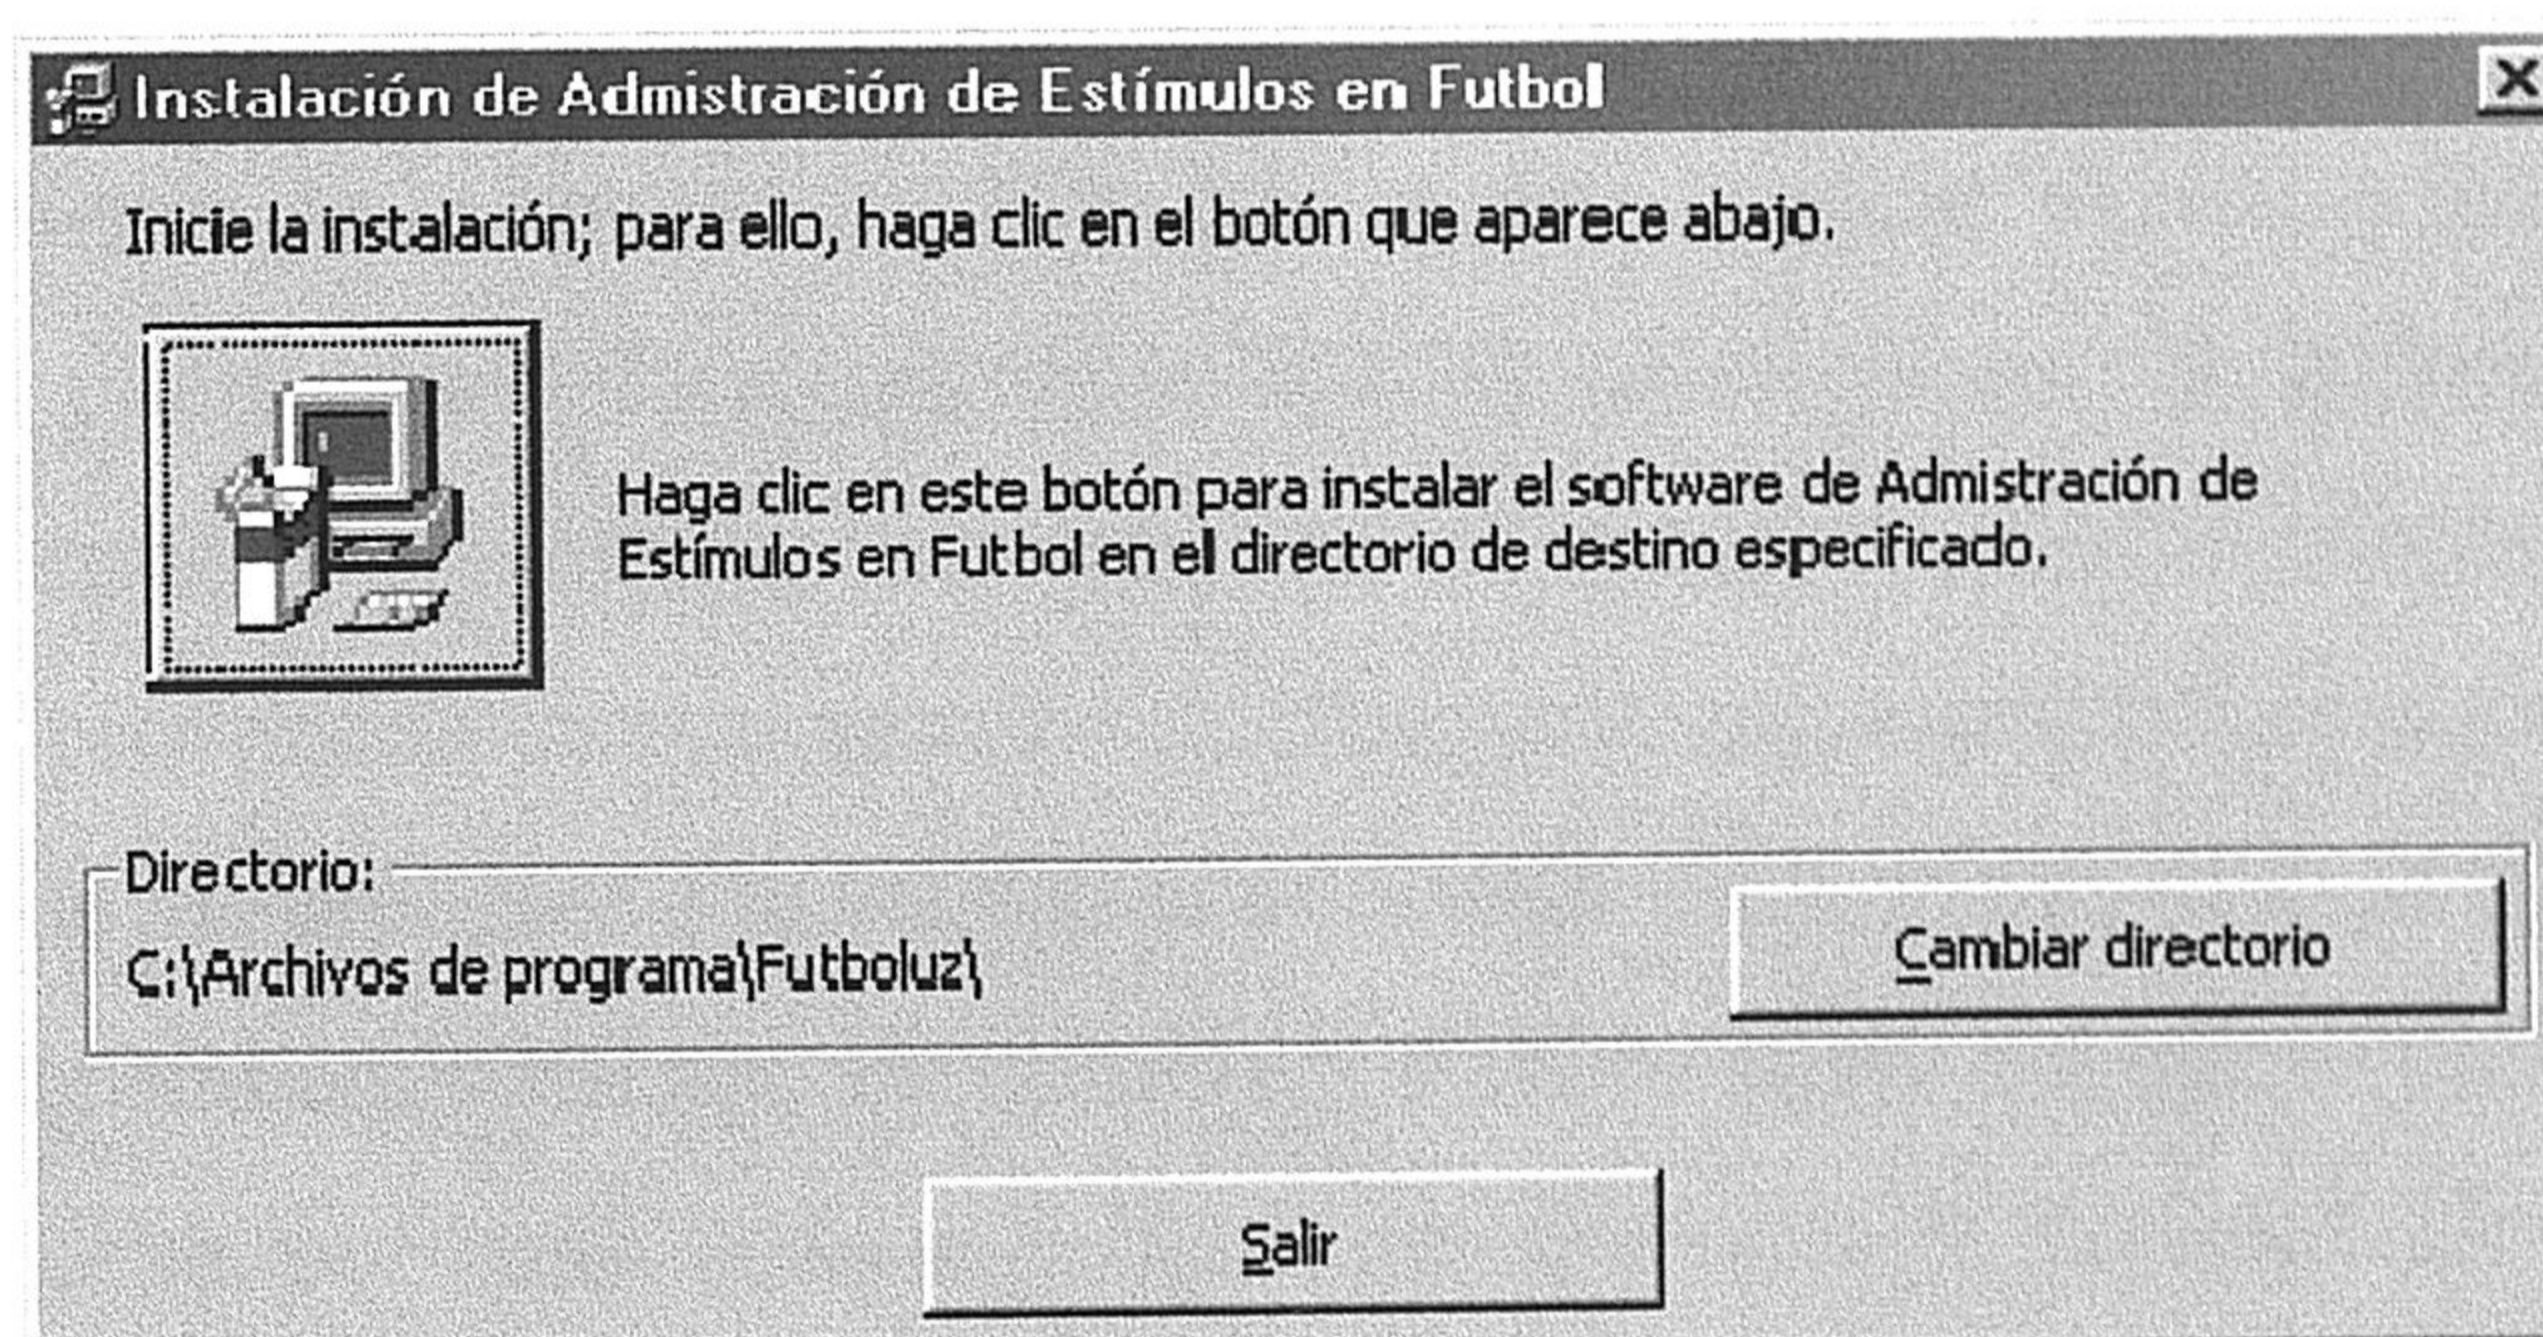 Instalación de Admistración de Estímulos en Futbol
Inicie la instalación; para ello, haga clic en el botón que aparece abajo.
Haga clic en este botón para instalar el software de Admistración de
Estímulos en Futbol en el directorio de destino especificado.
Directorio:
C:\Archivos de programa\Futboluz\
Cambiar directorio
Salir